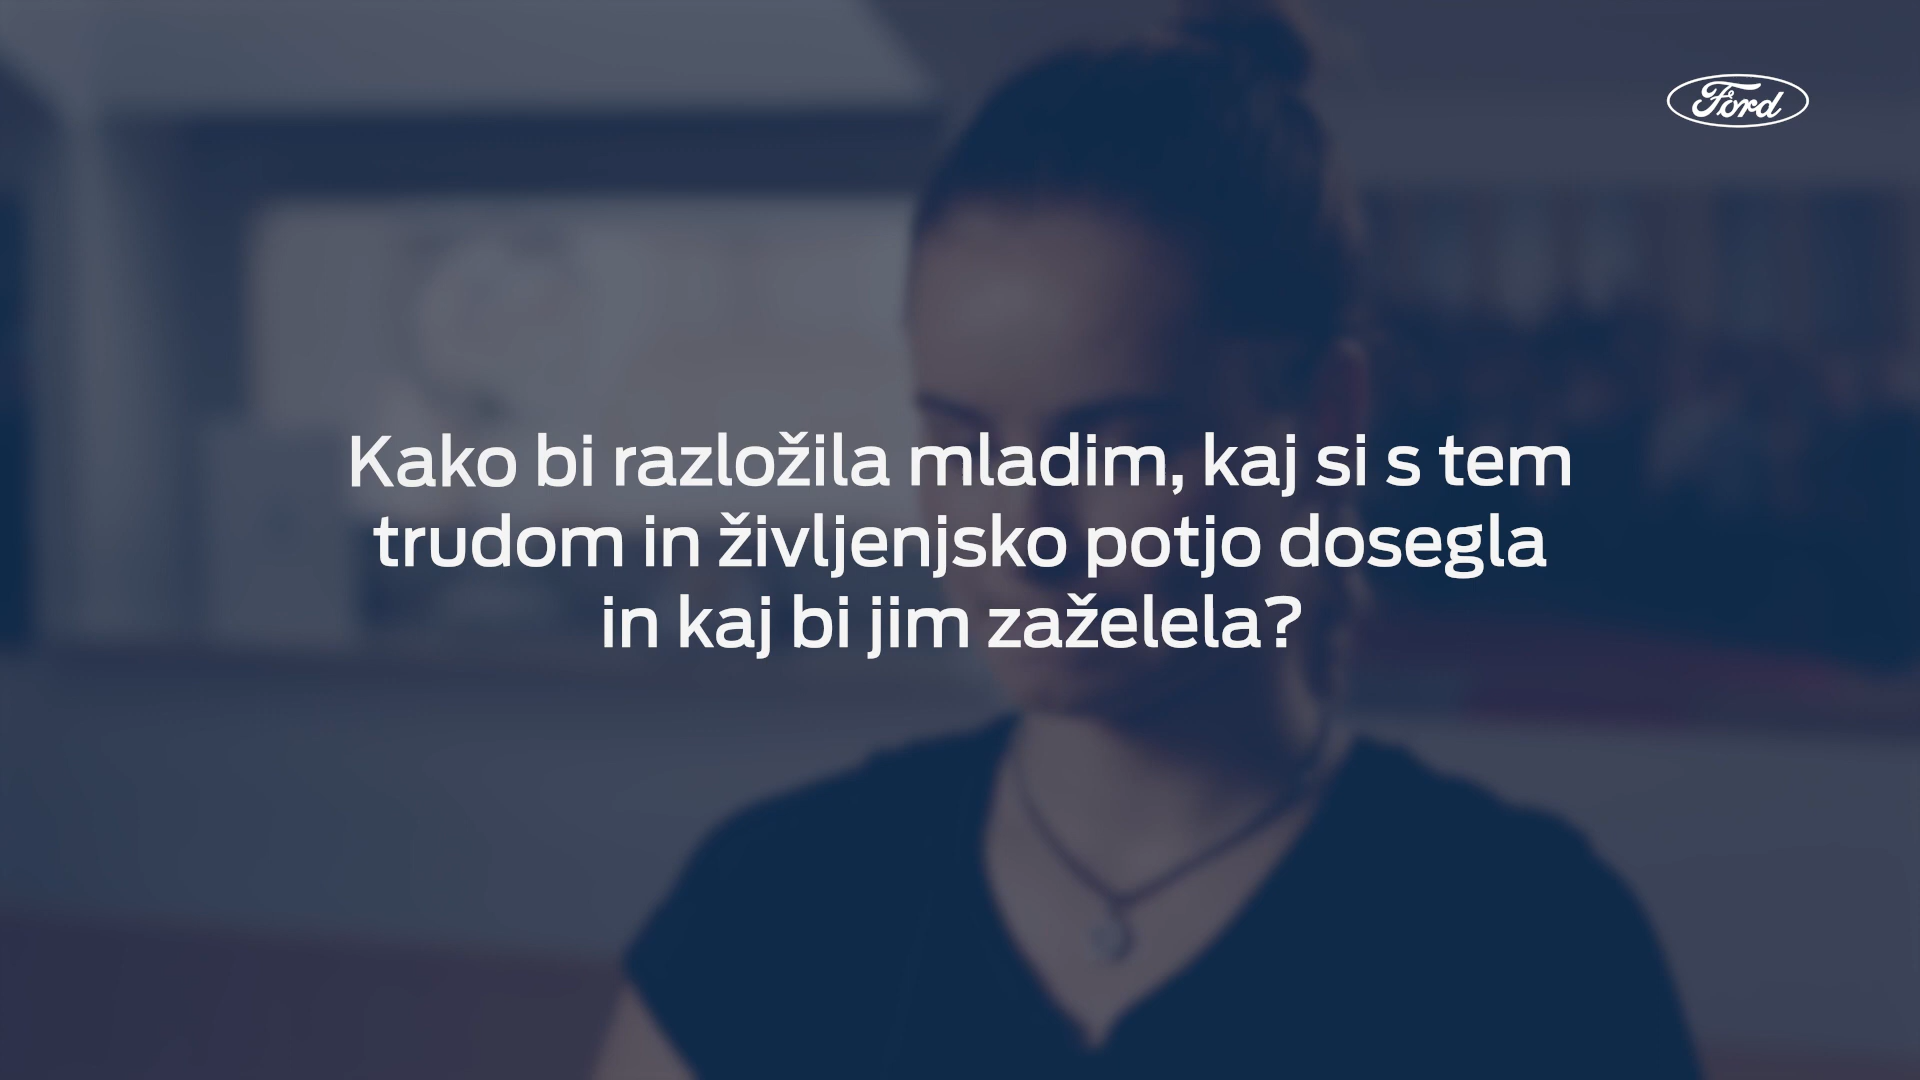 Ford
Kako bi razložila mladim, kaj si s tem
trudom in življenjsko potjo dosegla
in kaj bi jim zaželela?